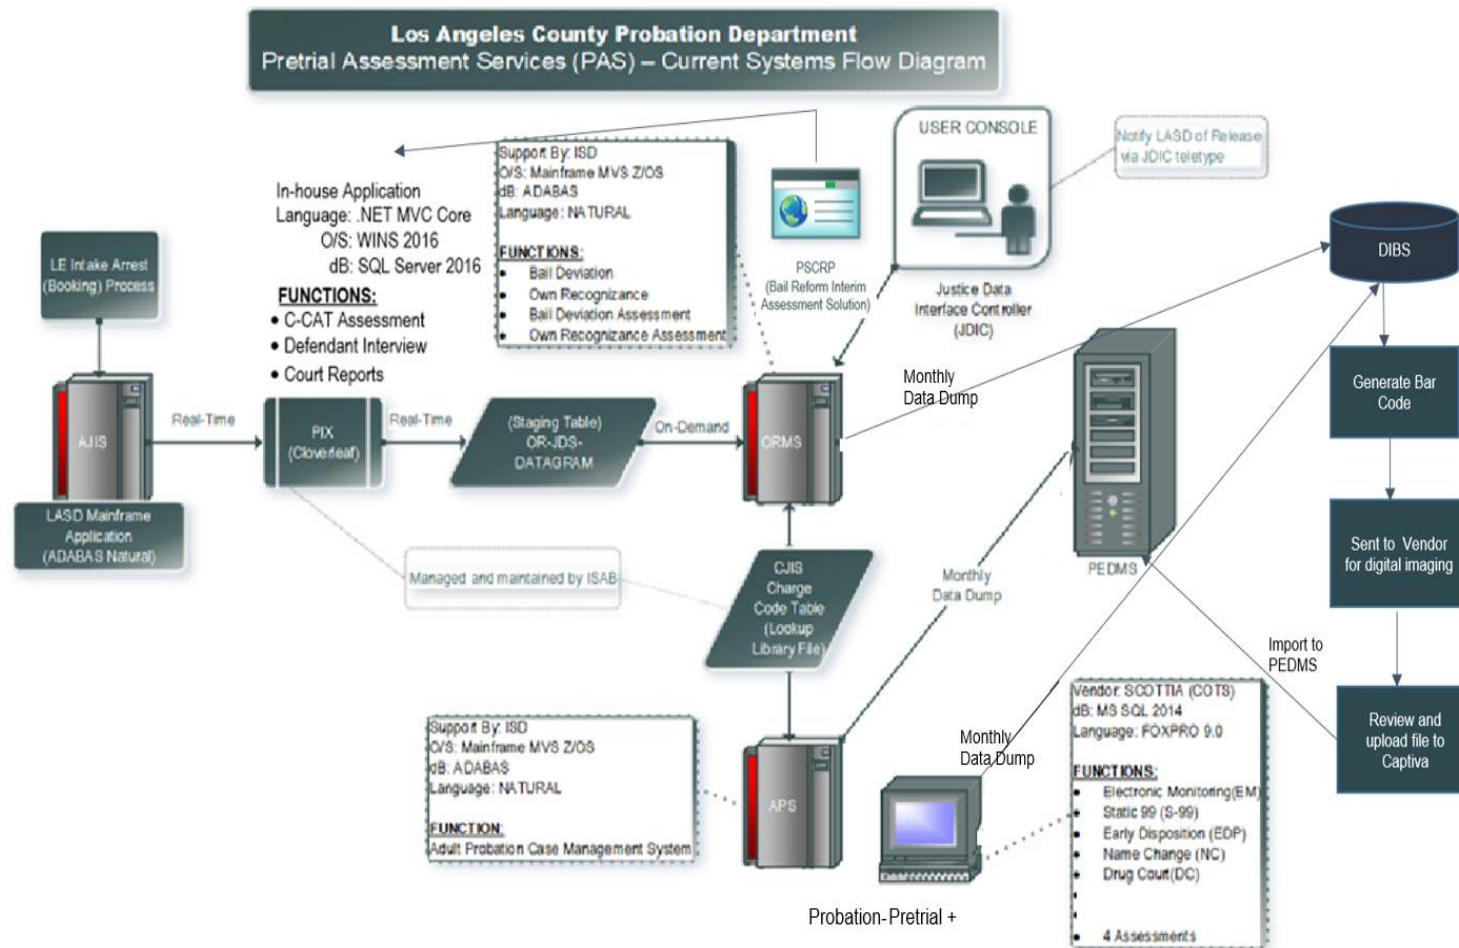 Los Angeles County Probation Department
Pretrial Assessment Services (PAS) – Current Systems Flow Diagram
LE Intake Arrest
(Booking) Process
AJIS
LASD Mainframe
Application
(ADABAS Natural)
In-house Application
Language: .NET MVC Core
O/S: WINS 2016
dB: SQL Server 2016
FUNCTIONS:
• C-CAT Assessment
• Defendant Interview
• Court Reports
Real-Time
PIX
(Cloverleaf)
Real-Time
(Staging Table)
OR-JDS-
DATAGRAM
On-Demand
ORMS
Support By: ISD
O/S: Mainframe MVS Z/OS
dB: ADABAS
Language: NATURAL
FUNCTIONS:
• Bail Deviation
• Own Recognizance
• Bail Deviation Assessment
• Own Recognizance Assessment
PSCRP
(Bail Reform Interim
Assessment Solution)
USER CONSOLE
Justice Data
Interface Controller
(JDIC)
Notify LASD of Release
via JDIC teletype
Monthly
Data Dump
DIBS
Generate Bar
Code
Sent to Vendor
for digital imaging
Review and
upload file to
Captiva
Import to
PEDMS
PEDMS
Monthly
Data Dump
Managed and maintained by ISAB
CJIS
Charge
Code Table
(Lookup
Library File)
Support By: ISD
O/S: Mainframe MVS Z/OS
dB: ADABAS
Language: NATURAL
FUNCTION:
Adult Probation Case Management System
APS
Monthly
Data Dump
Probation-Pretrial +
Vendor: SCOTTIA (COTS)
dB: MS SQL 2014
Language: FOXPRO 9.0
FUNCTIONS:
• Electronic Monitoring(EM)
• Static 99 (S-99)
• Early Disposition (EDP)
• Name Change (NC)
• Drug Court(DC)
•
•
• 4 Assessments